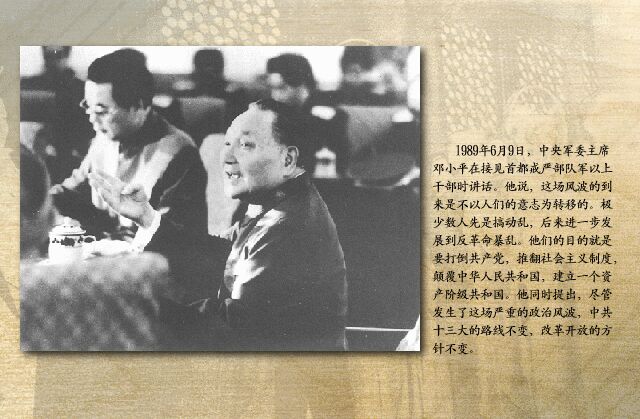 1989年6月9日，中央军委主席
邓小平在接见首都戒严部队军以上
干部时讲话。他说，这场风波的到
来是不以人们的意志为转移的。极
少数人先是搞动乱，后来进一步发
展到反革命暴乱。他们的目的就是
要打倒共产党，推翻社会主义制度，
颠覆中华人民共和国，建立一个资
产阶级共和国。他同时提出，尽管
发生了这场严重的政治风波，中共
十三大的路线不变，改革开放的方
针不变。